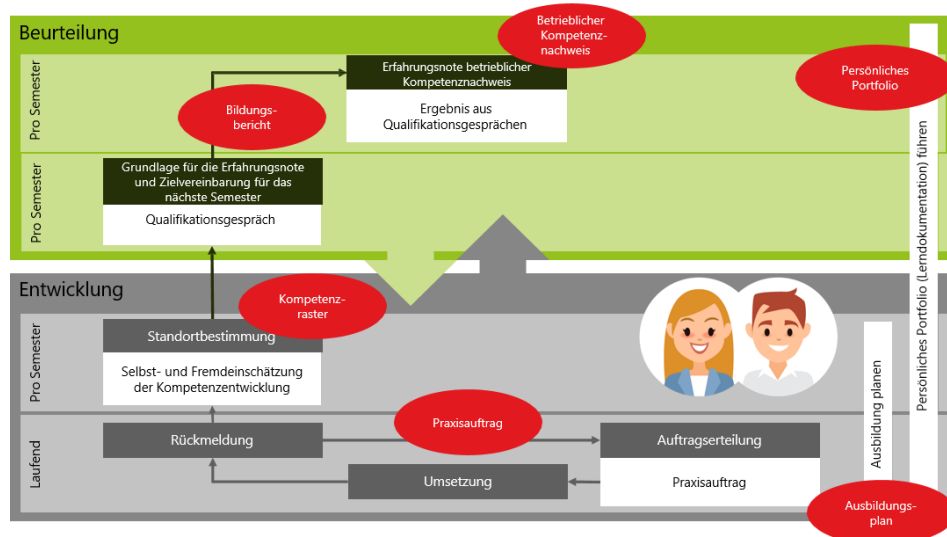 Beurteilung
Betrieblicher
Kompetenz-
nachweis
Pro Semester
Erfahrungsnote betrieblicher
Kompetenznachweis
Ergebnis aus
Qualifikationsgesprächen
Persönliches
Portfolio
Bildungs-
bericht
Pro Semester
Grundlage für die Erfahrungsnote
und Zielvereinbarung für das
nächste Semester
Qualifikationsgespräch
Persönliches Portfolio (Lerndokumentation) führen
Entwicklung
Kompetenz-
raster
Pro Semester
Standortbestimmung
Selbst- und Fremdeinschätzung
der Kompetenzentwicklung
Ausbildung planen
Laufend
Rückmeldung
Praxisauftrag
Auftragserteilung
Praxisauftrag
Umsetzung
Ausbildungs-
plan